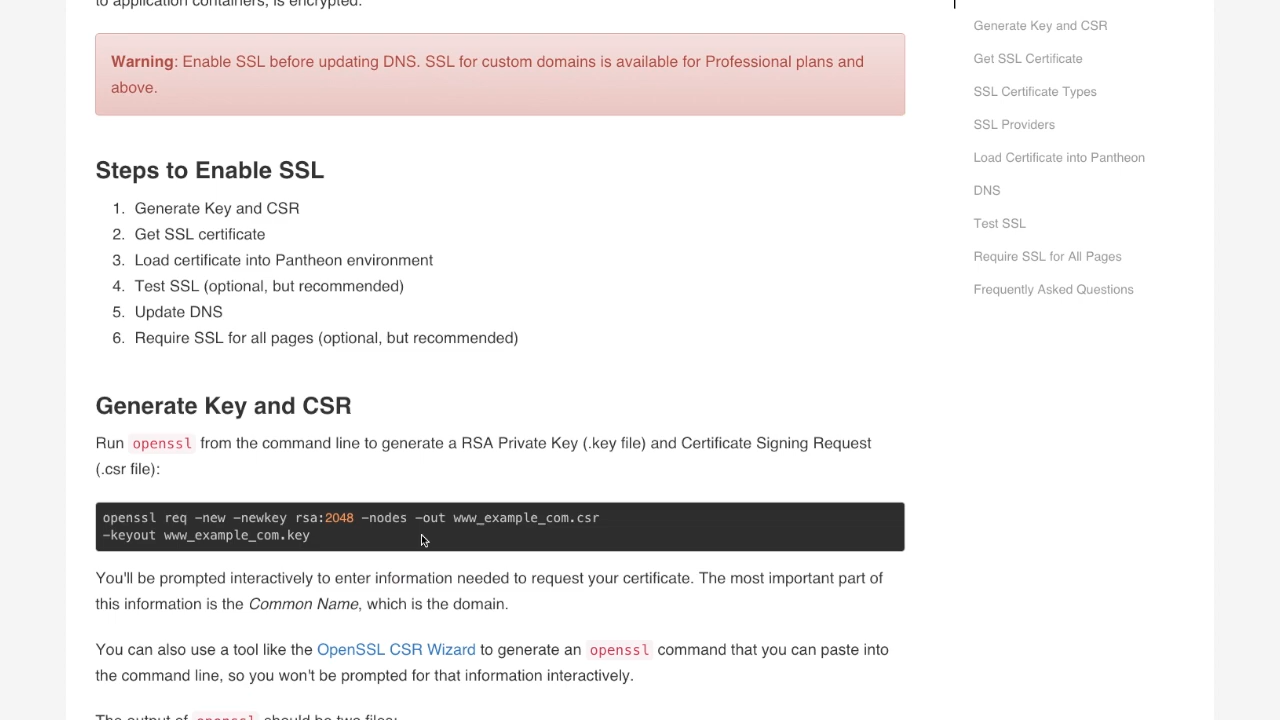 to application containers, is encrypted.
Warning: Enable SSL before updating DNS. SSL for custom domains is available for Professional plans and
above.
Steps to Enable SSL
1. Generate Key and CSR
2. Get SSL certificate
3. Load certificate into Pantheon environment
4. Test SSL (optional, but recommended)
5. Update DNS
6. Require SSL for all pages (optional, but recommended)
Generate Key and CSR
Run openssl from the command line to generate a RSA Private Key (.key file) and Certificate Signing Request
(.csr file):
openssl req -new -newkey rsa:2048 -nodes -out www_example_com.csr
-keyout www_example_com.key
You'll be prompted interactively to enter information needed to request your certificate. The most important part of
this information is the Common Name, which is the domain.
You can also use a tool like the OpenSSL CSR Wizard to generate an openssl command that you can paste into
the command line, so you won't be prompted for that information interactively.
The output of openssl should be two files:
Generate Key and CSR
Get SSL Certificate
SSL Certificate Types
SSL Providers
Load Certificate into Pantheon
DNS
Test SSL
Require SSL for All Pages
Frequently Asked Questions